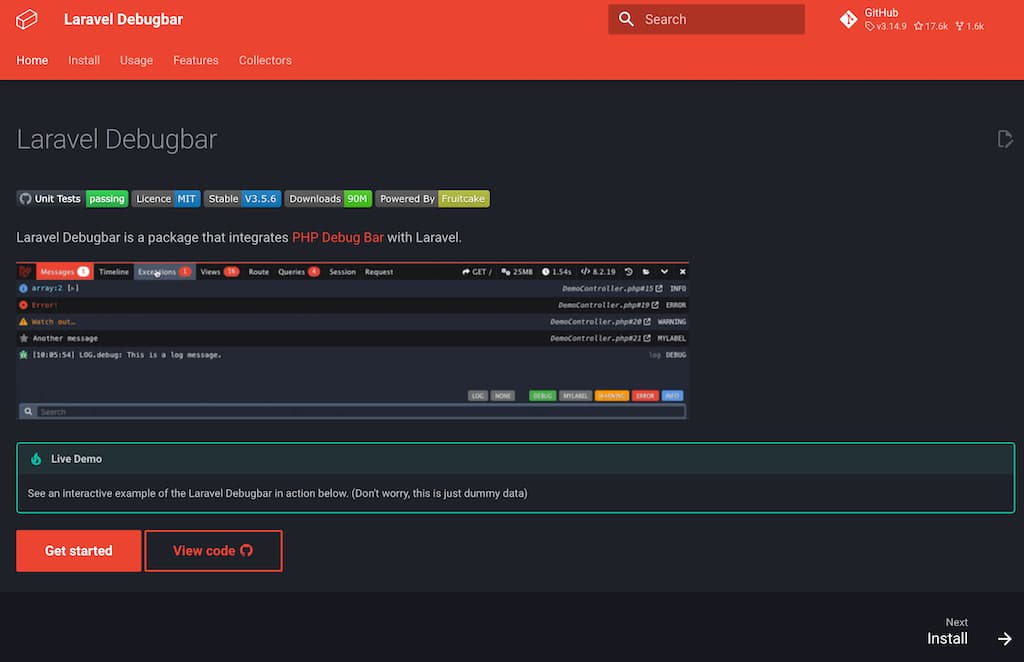 Laravel Debugbar
Search
GitHub
v3.14.9 17.6k 1.6k
Home Install Usage Features Collectors
Laravel Debugbar
Unit Tests passing Licence MIT Stable V3.5.6 Downloads 90M Powered By Fruitcake
Laravel Debugbar is a package that integrates PHP Debug Bar with Laravel.
Messages 1 Timeline Exceptions 1 Views 16 Route Queries 4 Session Request GET / 25MB 1.54s 8.2.19
array:2 [▸] DemoController.php#15 INFO
Error! DemoController.php#19 ERROR
Watch out… DemoController.php#20 WARNING
Another message DemoController.php#21 MYLABEL
[10:05:54] LOG.debug: This is a log message. log DEBUG
LOG NONE DEBUG MYLABEL WARNING ERROR INFO
Search
Live Demo
See an interactive example of the Laravel Debugbar in action below. (Don't worry, this is just dummy data)
Get started View code
Next
Install